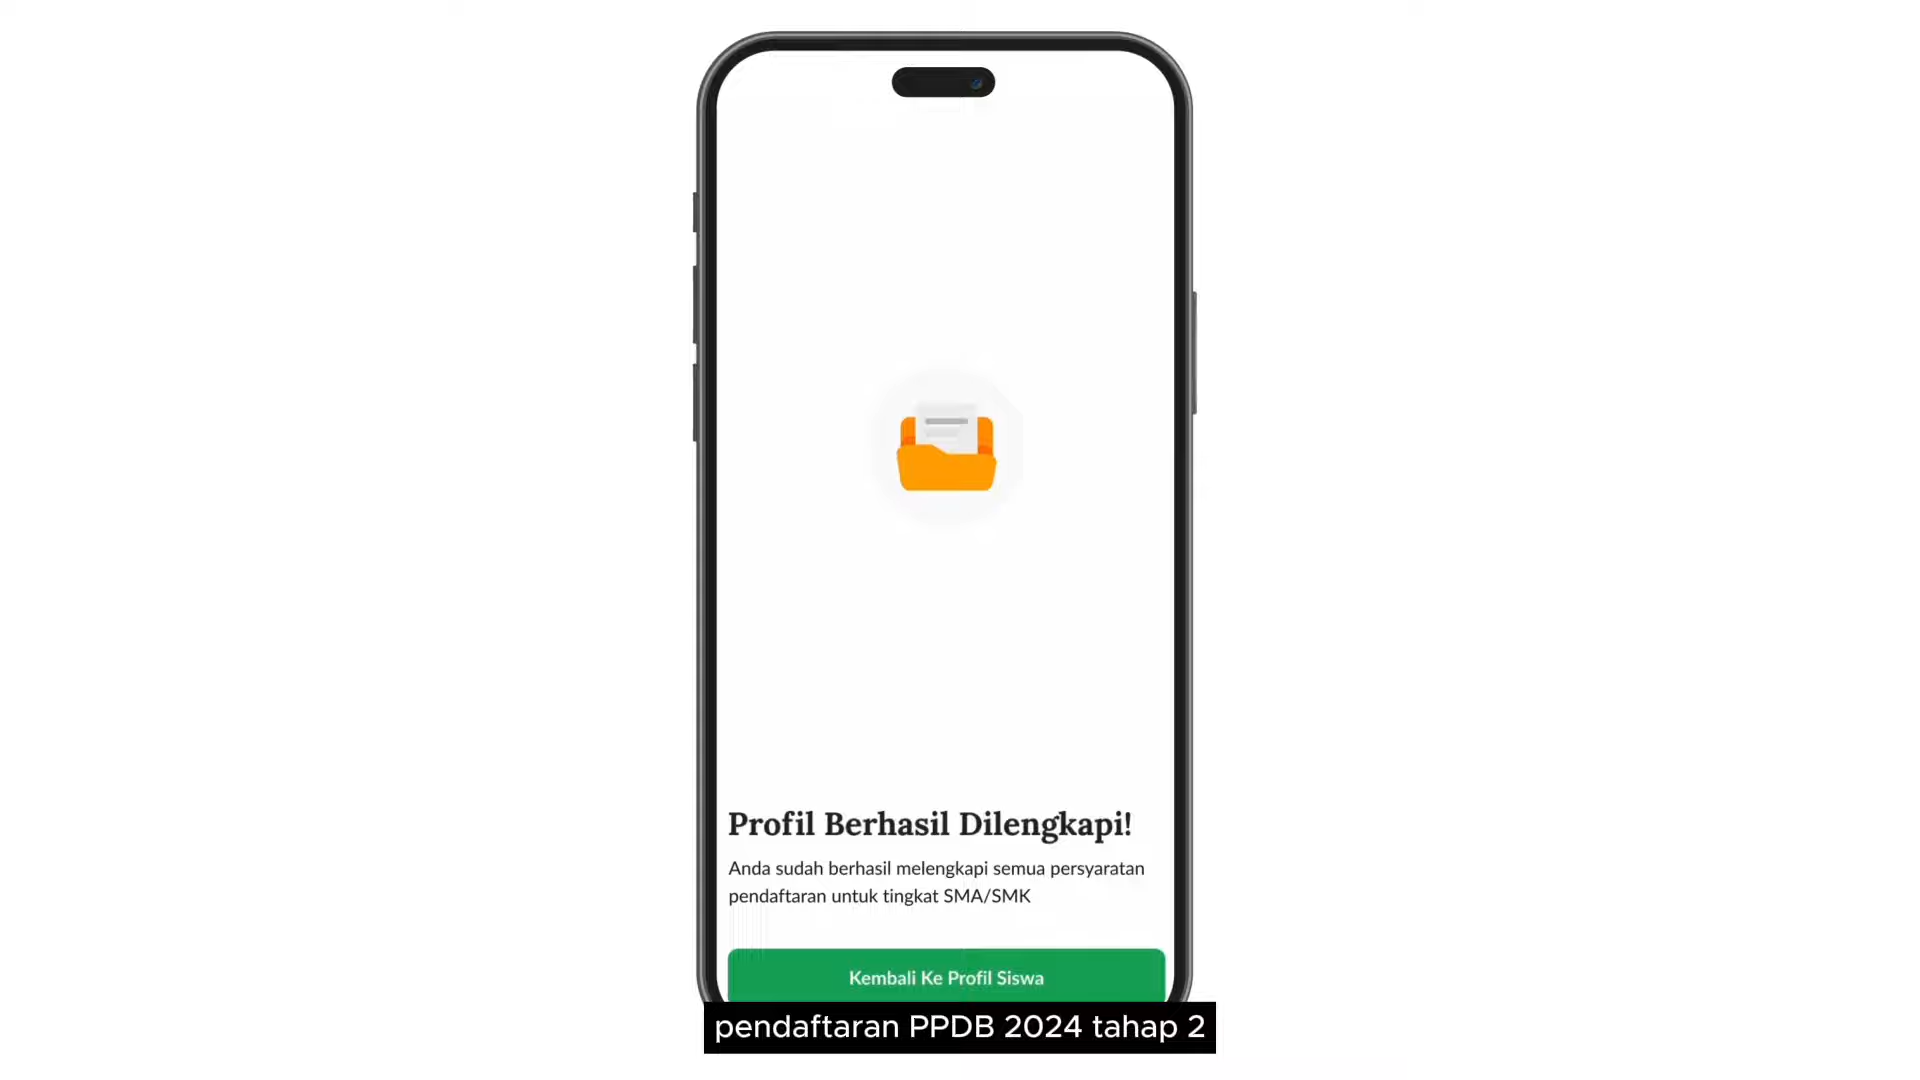 Profil Berhasil Dilengkapi!
Anda sudah berhasil melengkapi semua persyaratan
pendaftaran untuk tingkat SMA/SMK
Kembali Ke Profil Siswa
pendaftaran PPDB 2024 tahap 2